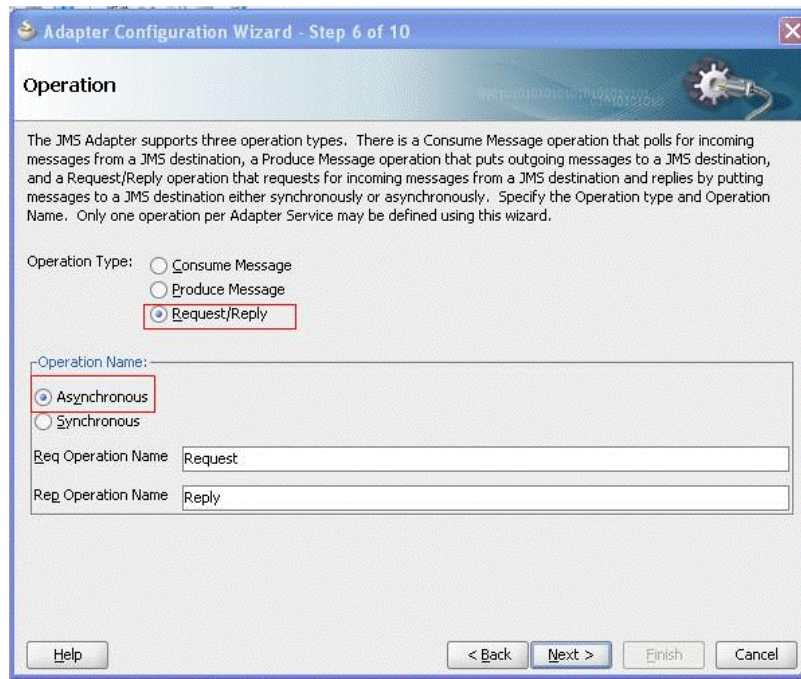 Adapter Configuration Wizard - Step 6 of 10
Operation
The JMS Adapter supports three operation types. There is a Consume Message operation that polls for incoming
messages from a JMS destination, a Produce Message operation that puts outgoing messages to a JMS destination,
and a Request/Reply operation that requests for incoming messages from a JMS destination and replies by putting
messages to a JMS destination either synchronously or asynchronously. Specify the Operation type and Operation
Name. Only one operation per Adapter Service may be defined using this wizard.
Operation Type:
Consume Message
Produce Message
Request/Reply
Operation Name:
Asynchronous
Synchronous
Req Operation Name Request
Rep Operation Name Reply
Help < Back Next > Finish Cancel